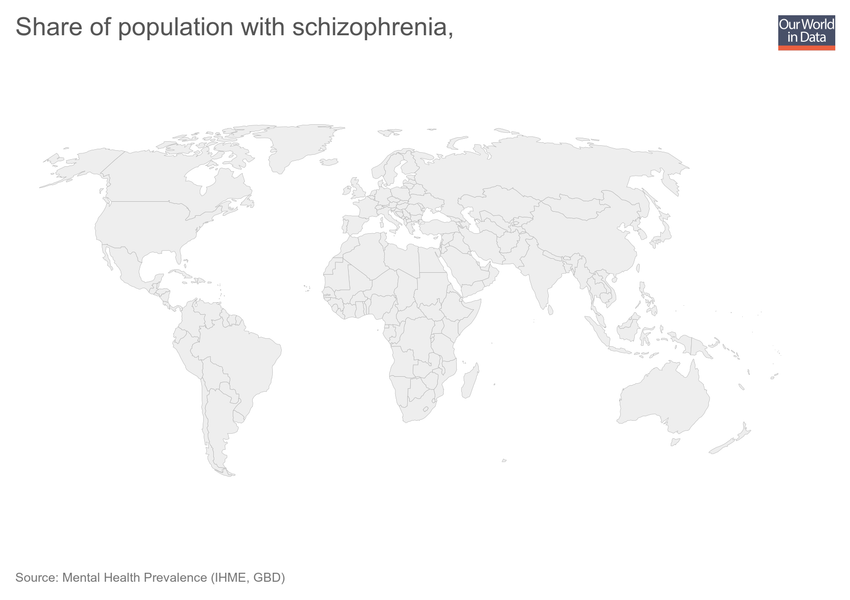 Share of population with schizophrenia,
Our World
in Data
Source: Mental Health Prevalence (IHME, GBD)